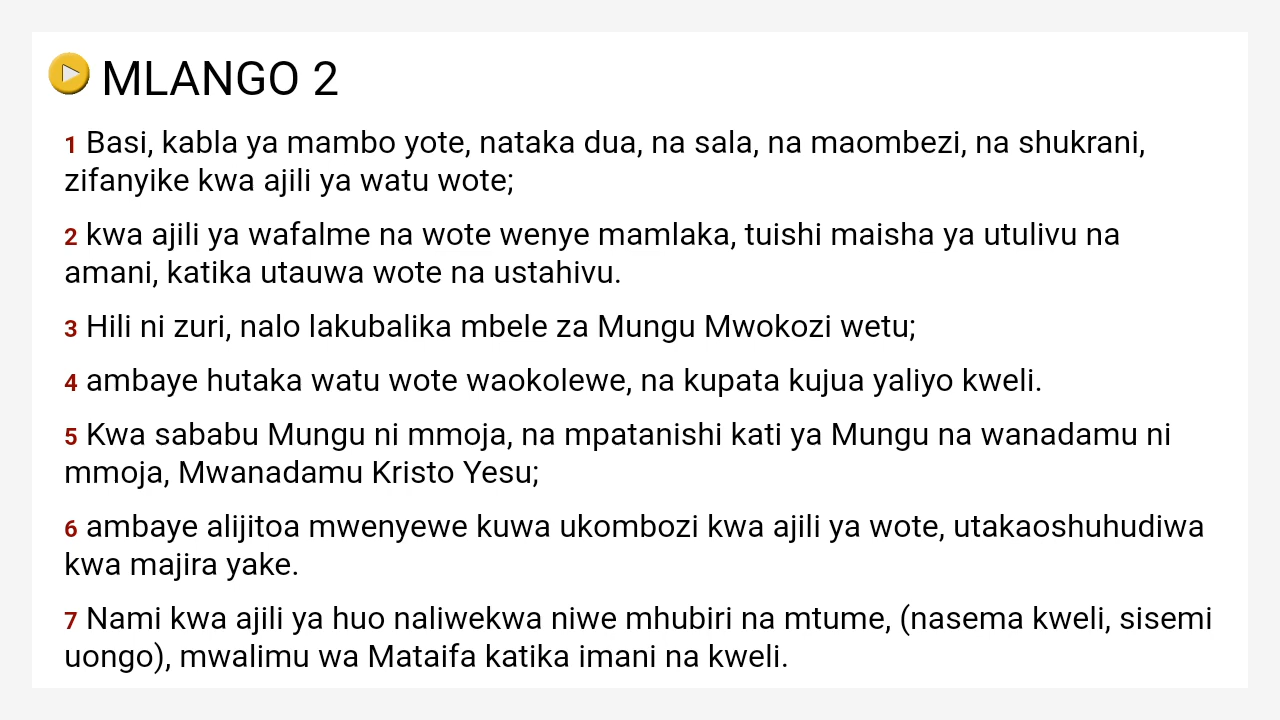 MLANGO 2
1 Basi, kabla ya mambo yote, nataka dua, na sala, na maombezi, na shukrani,
zifanyike kwa ajili ya watu wote;
2 kwa ajili ya wafalme na wote wenye mamlaka, tuishi maisha ya utulivu na
amani, katika utauwa wote na ustahivu.
3 Hili ni zuri, nalo lakubalika mbele za Mungu Mwokozi wetu;
4 ambaye hutaka watu wote waokolewe, na kupata kujua yaliyo kweli.
5 Kwa sababu Mungu ni mmoja, na mpatanishi kati ya Mungu na wanadamu ni
mmoja, Mwanadamu Kristo Yesu;
6 ambaye alijitoa mwenyewe kuwa ukombozi kwa ajili ya wote, utakaoshuhudiwa
kwa majira yake.
7 Nami kwa ajili ya huo naliwekwa niwe mhubiri na mtume, (nasema kweli, sisemi
uongo), mwalimu wa Mataifa katika imani na kweli.